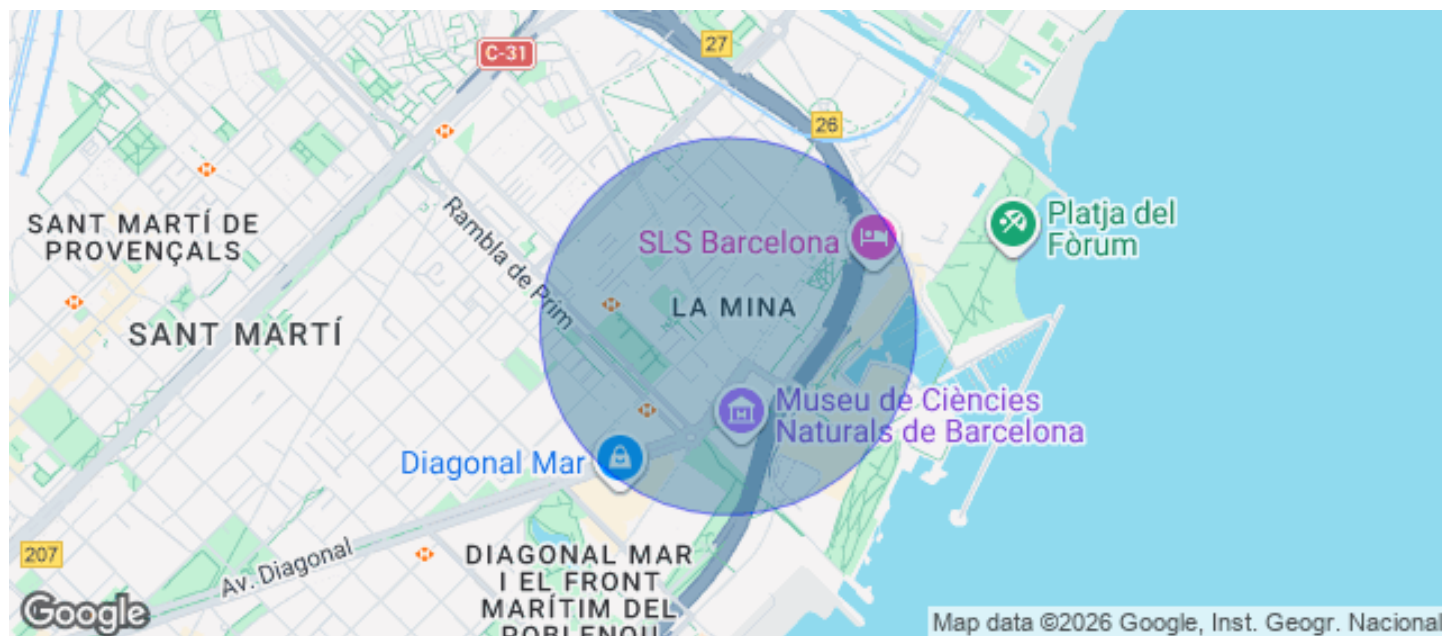 C-31
27
26
SANT MARTÍ DE
PROVENÇALS
Rambla de Prim
SLS Barcelona
Platja del
Fòrum
LA MINA
SANT MARTÍ
Museu de Ciències
Naturals de Barcelona
Diagonal Mar
207
Av. Diagonal
DIAGONAL MAR
I EL FRONT
MARÍTIM DEL
POBLENOU
Google
Map data ©2026 Google, Inst. Geogr. Nacional